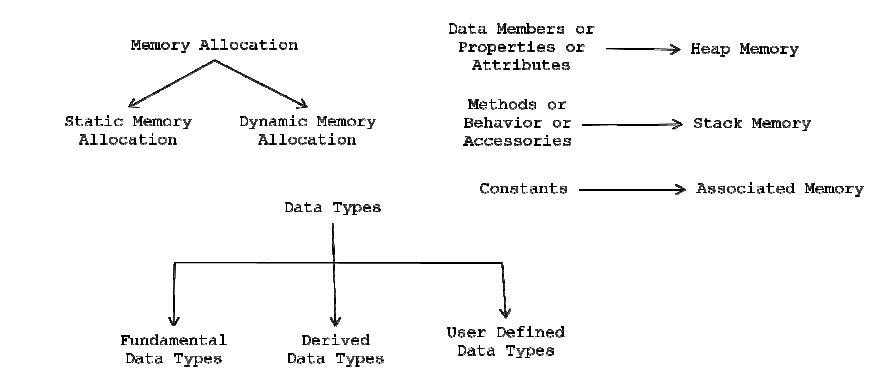 Memory Allocation
Static Memory
Allocation
Dynamic Memory
Allocation
Data Members or
Properties or
Attributes
Heap Memory
Methods or
Behavior or
Accessories
Stack Memory
Constants
Associated Memory
Data Types
Fundamental
Data Types
Derived
Data Types
User Defined
Data Types